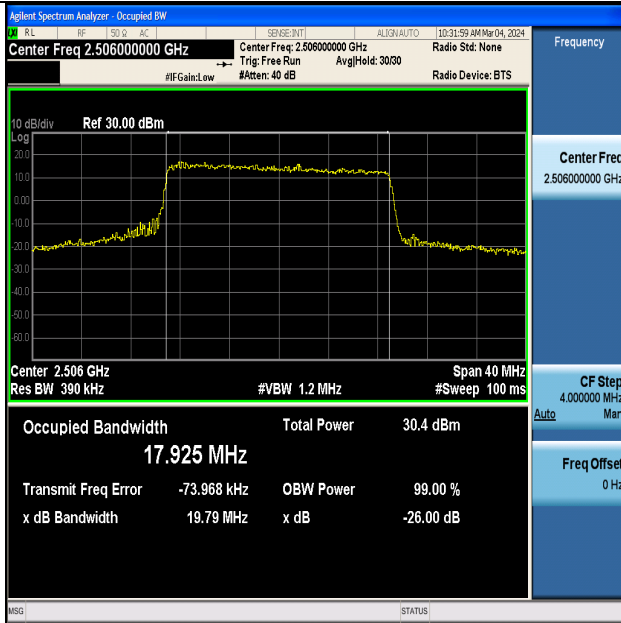 Agilent Spectrum Analyzer - Occupied BW
RL RF 50 Ω AC SENSE:INT ALIGN AUTO 10:31:59 AM Mar 04, 2024
Center Freq 2.506000000 GHz
Center Freq: 2.506000000 GHz
Radio Std: None
Trig: Free Run Avg|Hold: 30/30
#IFGain:Low
#Atten: 40 dB
Radio Device: BTS
10 dB/div Ref 30.00 dBm
Log
20.0
10.0
0.00
-10.0
-20.0
-30.0
-40.0
-50.0
-60.0
Center 2.506 GHz Span 40 MHz
Res BW 390 kHz #VBW 1.2 MHz #Sweep 100 ms
Occupied Bandwidth Total Power 30.4 dBm
17.925 MHz
Transmit Freq Error -73.968 kHz OBW Power 99.00 %
x dB Bandwidth 19.79 MHz x dB -26.00 dB
MSG STATUS
Frequency
Center Freq
2.506000000 GHz
CF Step
4.000000 MHz
Auto Man
Freq Offset
0 Hz